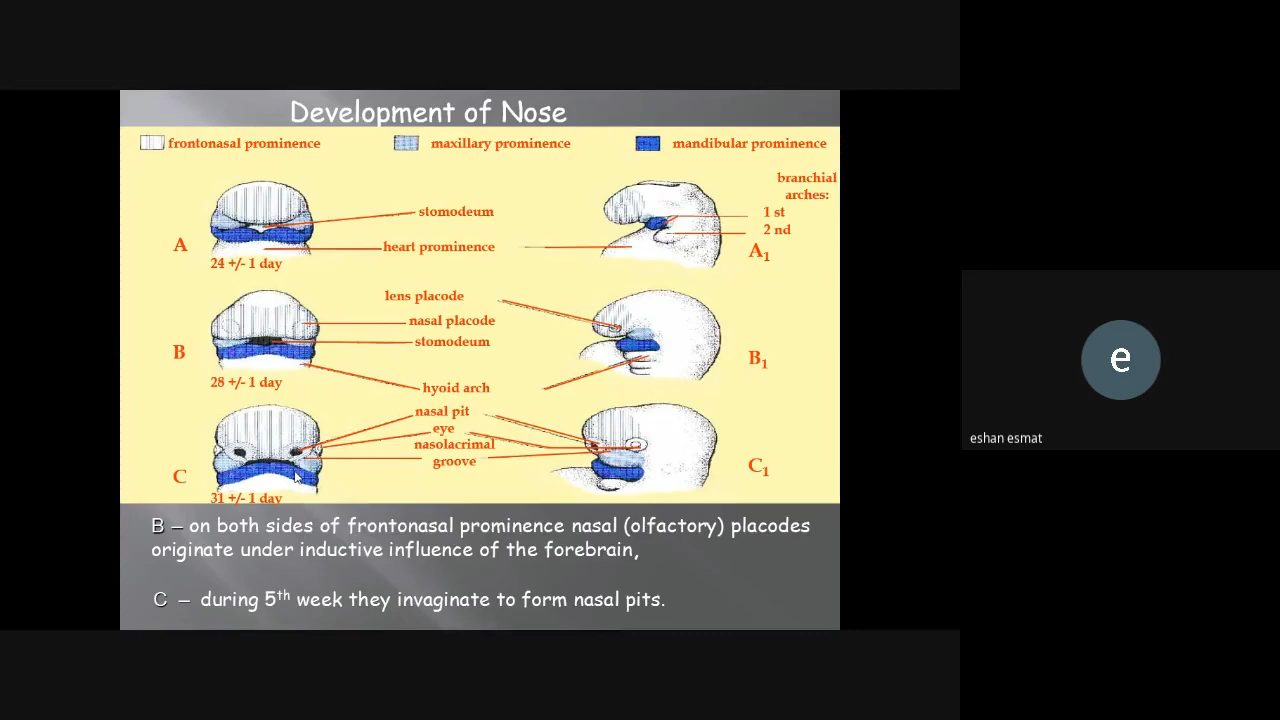 Development of Nose
frontonasal prominence
maxillary prominence
mandibular prominence
branchial
arches:
stomodeum
1 st
2 nd
A
heart prominence
A1
24 +/- 1 day
lens placode
nasal placode
stomodeum
B
B1
28 +/- 1 day
hyoid arch
nasal pit
eye
nasolacrimal
groove
C
C1
31 +/- 1 day
B – on both sides of frontonasal prominence nasal (olfactory) placodes
originate under inductive influence of the forebrain,
C – during 5th week they invaginate to form nasal pits.
e
eshan esmat